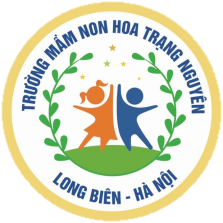 TRƯỜNG MẦM NON HOA TRẠNG NGUYÊN
LONG BIÊN - HÀ NỘI